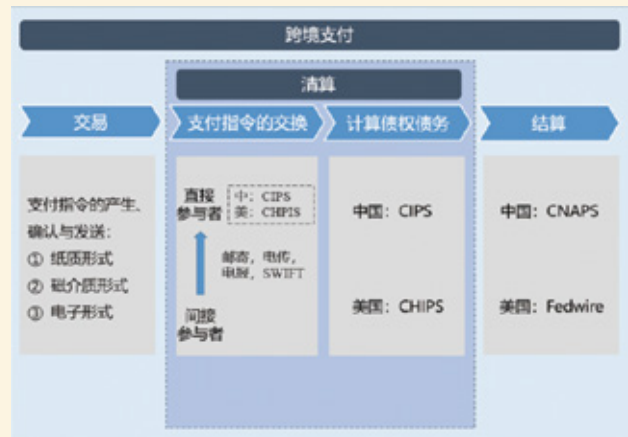 跨境支付
清算
交易
支付指令的交换
计算债权债务
结算
支付指令的产生、
确认与发送：
① 纸质形式
② 磁介质形式
③ 电子形式
直接
参与者
中：CIPS
美：CHPIS
邮寄，电传，
电报，SWIFT
间接
参与者
中国：CIPS
美国：CHIPS
中国：CNAPS
美国：Fedwire